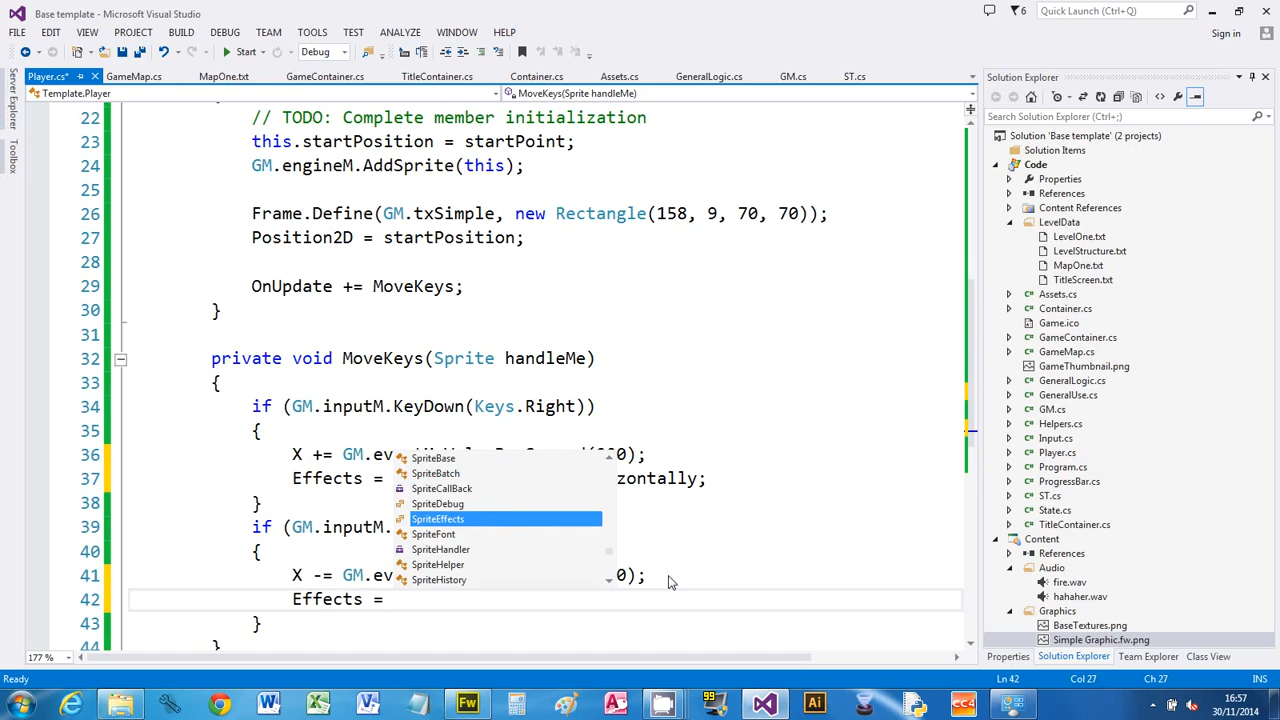 Base template - Microsoft Visual Studio
6
Quick Launch (Ctrl+Q)
FILE EDIT VIEW PROJECT BUILD DEBUG TEAM TOOLS TEST ANALYZE WINDOW HELP
Sign in
Start Debug
Player.cs* GameMap.cs MapOne.txt GameContainer.cs TitleContainer.cs Container.cs Assets.cs GeneralLogic.cs GM.cs ST.cs
Template.Player MoveKeys(Sprite handleMe)
Server Explorer
Toolbox
22 // TODO: Complete member initialization
23 this.startPosition = startPoint;
24 GM.engineM.AddSprite(this);
25
26 Frame.Define(GM.txSimple, new Rectangle(158, 9, 70, 70));
27 Position2D = startPosition;
28
29 OnUpdate += MoveKeys;
30 }
31
32 private void MoveKeys(Sprite handleMe)
33 {
34 if (GM.inputM.KeyDown(Keys.Right))
35 {
36 X += GM.ev 0);
37 Effects = zontally;
38 }
39 if (GM.inputM.
40 {
41 X -= GM.ev 0);
42 Effects =
43 }
44 }
SpriteBase
SpriteBatch
SpriteCallBack
SpriteDebug
SpriteEffects
SpriteFont
SpriteHandler
SpriteHelper
SpriteHistory
177 %
Solution Explorer
Search Solution Explorer (Ctrl+;)
Solution 'Base template' (2 projects)
Solution Items
Code
Properties
References
Content References
LevelData
LevelOne.txt
LevelStructure.txt
MapOne.txt
TitleScreen.txt
Assets.cs
Container.cs
Game.ico
GameContainer.cs
GameMap.cs
GameThumbnail.png
GeneralLogic.cs
GeneralUse.cs
GM.cs
Helpers.cs
Input.cs
Player.cs
Program.cs
ProgressBar.cs
ST.cs
State.cs
TitleContainer.cs
Content
References
Audio
fire.wav
hahaher.wav
Graphics
BaseTextures.png
Simple Graphic.fw.png
Properties Solution Explorer Team Explorer Class View
Ready Ln 42 Col 27 Ch 27 INS
16:57
30/11/2014